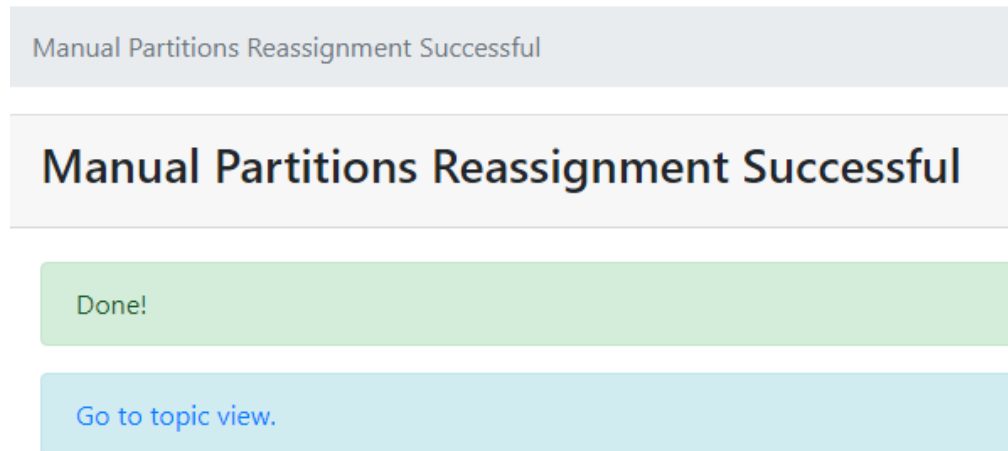 Manual Partitions Reassignment Successful
Manual Partitions Reassignment Successful
Done!
Go to topic view.